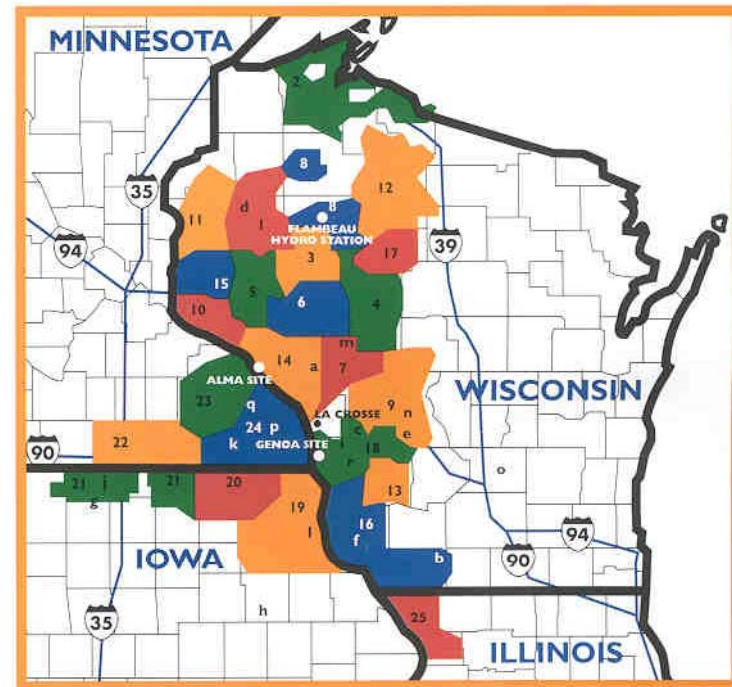 MINNESOTA
2
8
12
35
d
1
8
11
FLAMBEAU
HYDRO STATION
17
39
94
3
15
5
6
4
10
m
14
a
7
ALMA SITE
WISCONSIN
23
q
LA CROSSE
9
n
24
p
c
e
22
k
GENOA SITE
18
90
r
o
13
21
j
21
20
g
19
16
94
l
f
IOWA
b
90
h
35
25
ILLINOIS